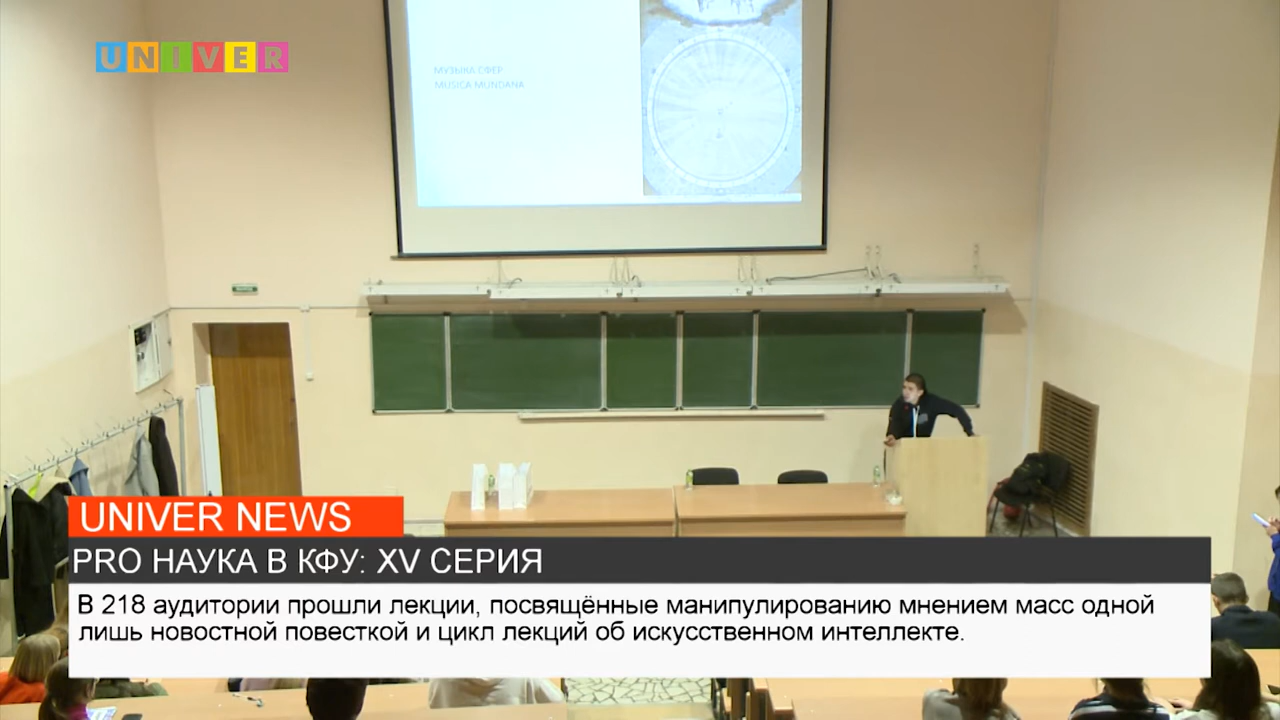 UNIVER
МУЗЫКА СФЕР
MUSICA MUNDANA
UNIVER NEWS
PRO НАУКА В КФУ: XV СЕРИЯ
В 218 аудитории прошли лекции, посвящённые манипулированию мнением масс одной
лишь новостной повесткой и цикл лекций об искусственном интеллекте.